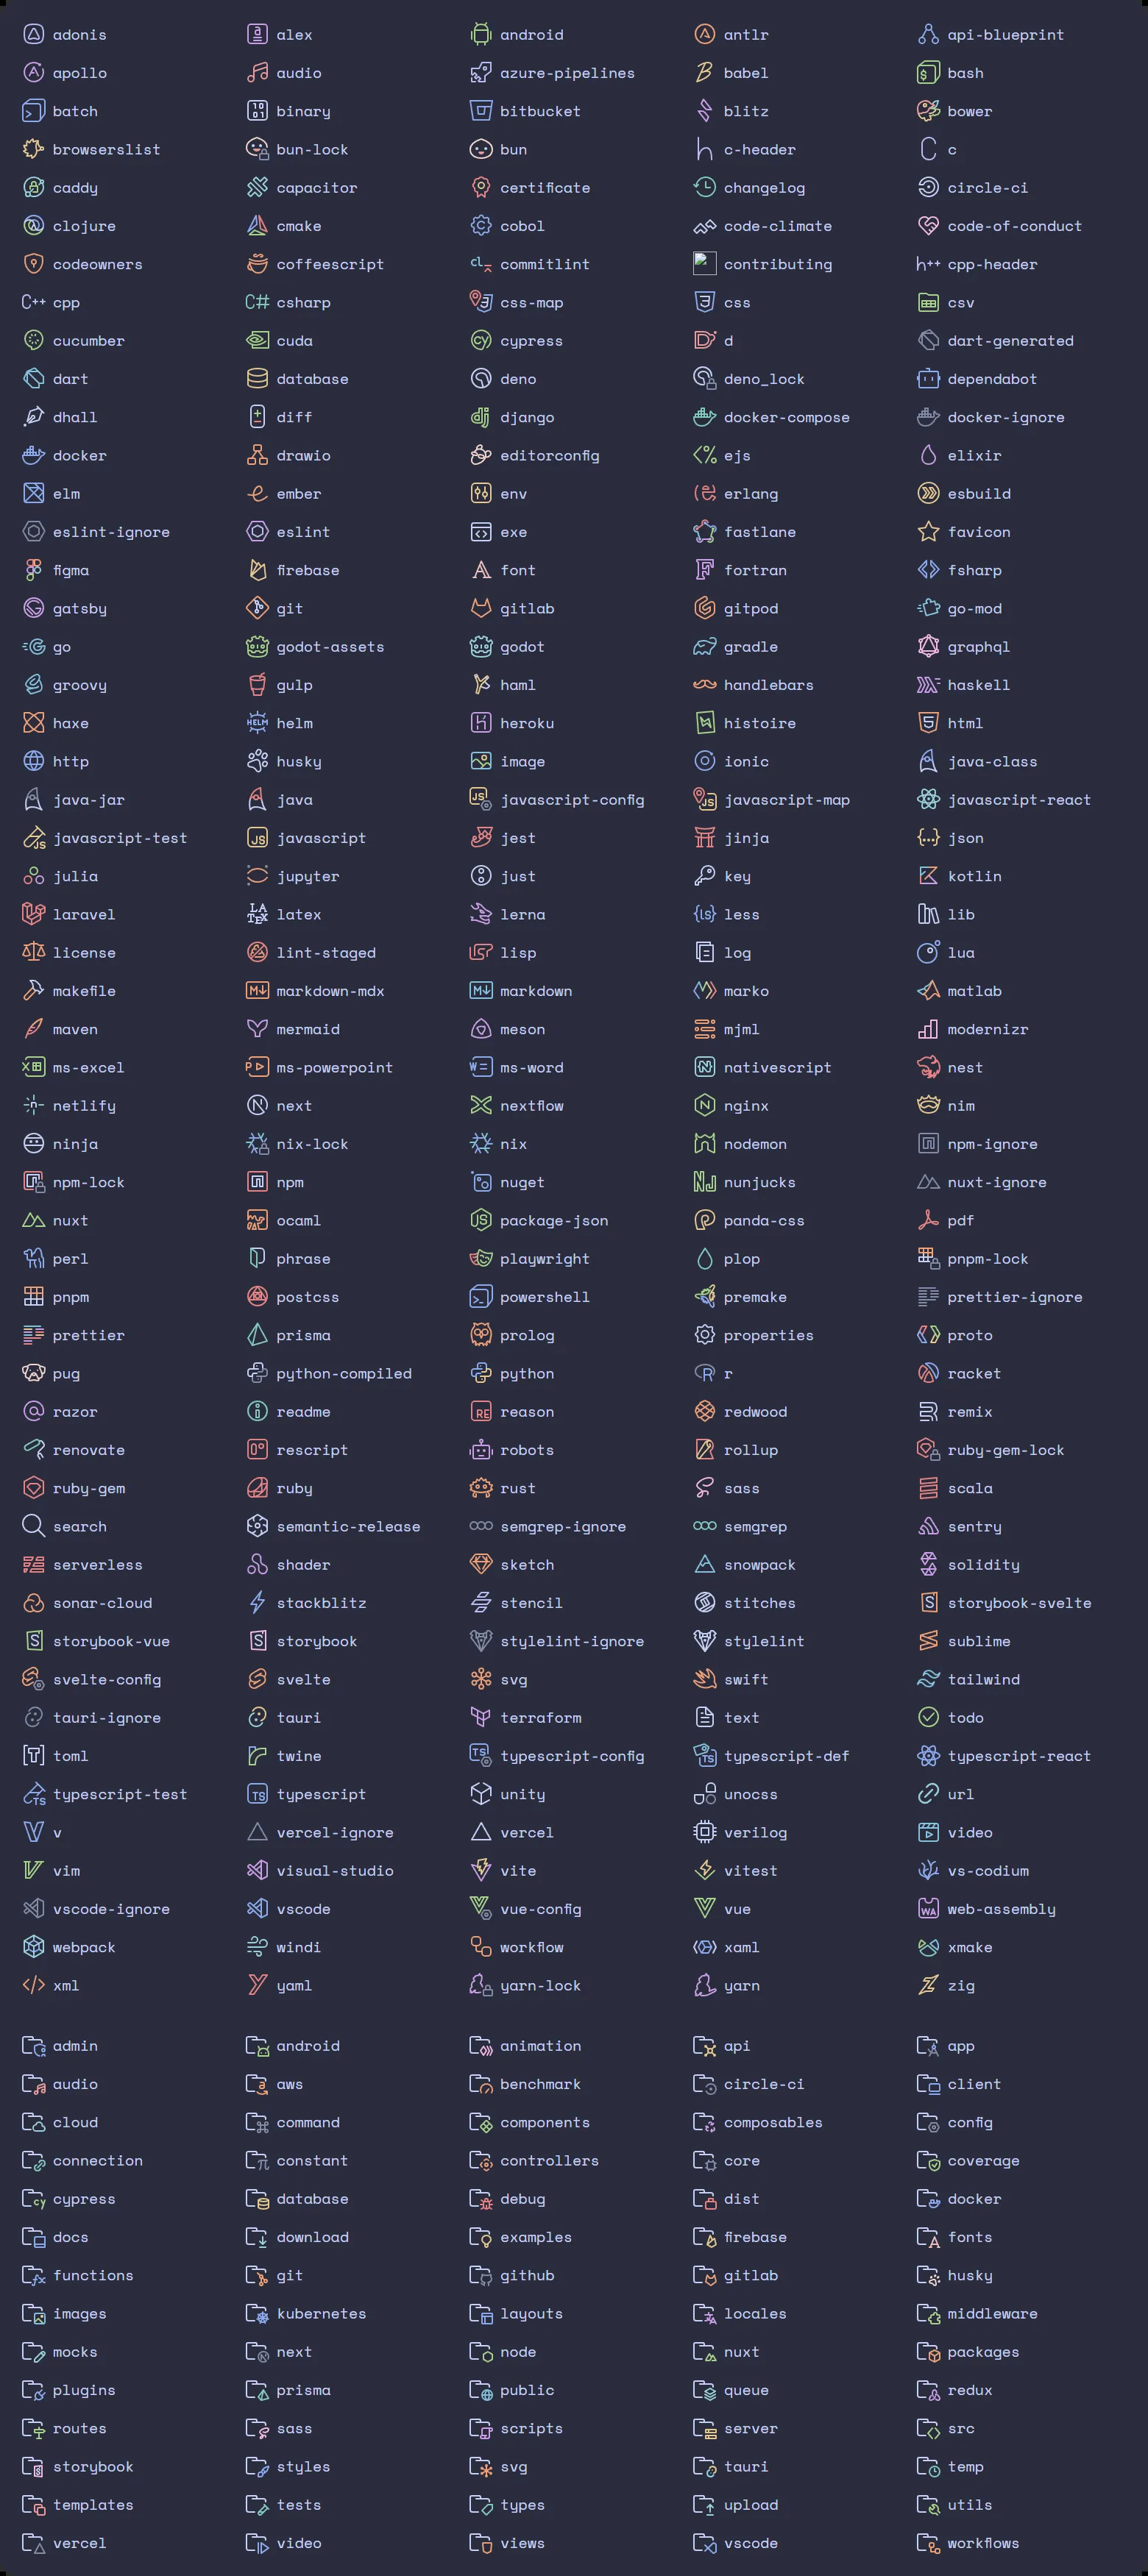 adonis alex android antlr api-blueprint
apollo audio azure-pipelines babel bash
batch binary bitbucket blitz bower
browserslist bun-lock bun c-header c
caddy capacitor certificate changelog circle-ci
clojure cmake cobol code-climate code-of-conduct
codeowners coffeescript commitlint contributing cpp-header
cpp csharp css-map css csv
cucumber cuda cypress d dart-generated
dart database deno deno_lock dependabot
dhall diff django docker-compose docker-ignore
docker drawio editorconfig ejs elixir
elm ember env erlang esbuild
eslint-ignore eslint exe fastlane favicon
figma firebase font fortran fsharp
gatsby git gitlab gitpod go-mod
go godot-assets godot gradle graphql
groovy gulp haml handlebars haskell
haxe helm heroku histoire html
http husky image ionic java-class
java-jar java javascript-config javascript-map javascript-react
javascript-test javascript jest jinja json
julia jupyter just key kotlin
laravel latex lerna less lib
license lint-staged lisp log lua
makefile markdown-mdx markdown marko matlab
maven mermaid meson mjml modernizr
ms-excel ms-powerpoint ms-word nativescript nest
netlify next nextflow nginx nim
ninja nix-lock nix nodemon npm-ignore
npm-lock npm nuget nunjucks nuxt-ignore
nuxt ocaml package-json panda-css pdf
perl phrase playwright plop pnpm-lock
pnpm postcss powershell premake prettier-ignore
prettier prisma prolog properties proto
pug python-compiled python r racket
razor readme reason redwood remix
renovate rescript robots rollup ruby-gem-lock
ruby-gem ruby rust sass scala
search semantic-release semgrep-ignore semgrep sentry
serverless shader sketch snowpack solidity
sonar-cloud stackblitz stencil stitches storybook-svelte
storybook-vue storybook stylelint-ignore stylelint sublime
svelte-config svelte svg swift tailwind
tauri-ignore tauri terraform text todo
toml twine typescript-config typescript-def typescript-react
typescript-test typescript unity unocss url
v vercel-ignore vercel verilog video
vim visual-studio vite vitest vs-codium
vscode-ignore vscode vue-config vue web-assembly
webpack windi workflow xaml xmake
xml yaml yarn-lock yarn zig
admin android animation api app
audio aws benchmark circle-ci client
cloud command components composables config
connection constant controllers core coverage
cypress database debug dist docker
docs download examples firebase fonts
functions git github gitlab husky
images kubernetes layouts locales middleware
mocks next node nuxt packages
plugins prisma public queue redux
routes sass scripts server src
storybook styles svg tauri temp
templates tests types upload utils
vercel video views vscode workflows